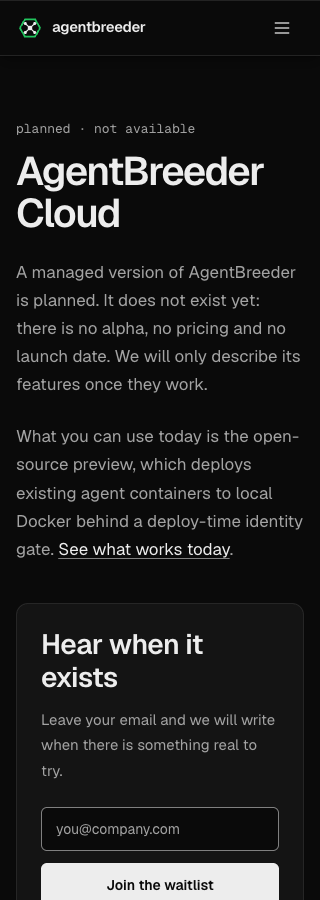 agentbreeder
planned · not available
AgentBreeder
Cloud
A managed version of AgentBreeder
is planned. It does not exist yet:
there is no alpha, no pricing and no
launch date. We will only describe its
features once they work.
What you can use today is the open-
source preview, which deploys
existing agent containers to local
Docker behind a deploy-time identity
gate. See what works today.
Hear when it
exists
Leave your email and we will write
when there is something real to
try.
you@company.com
Join the waitlist